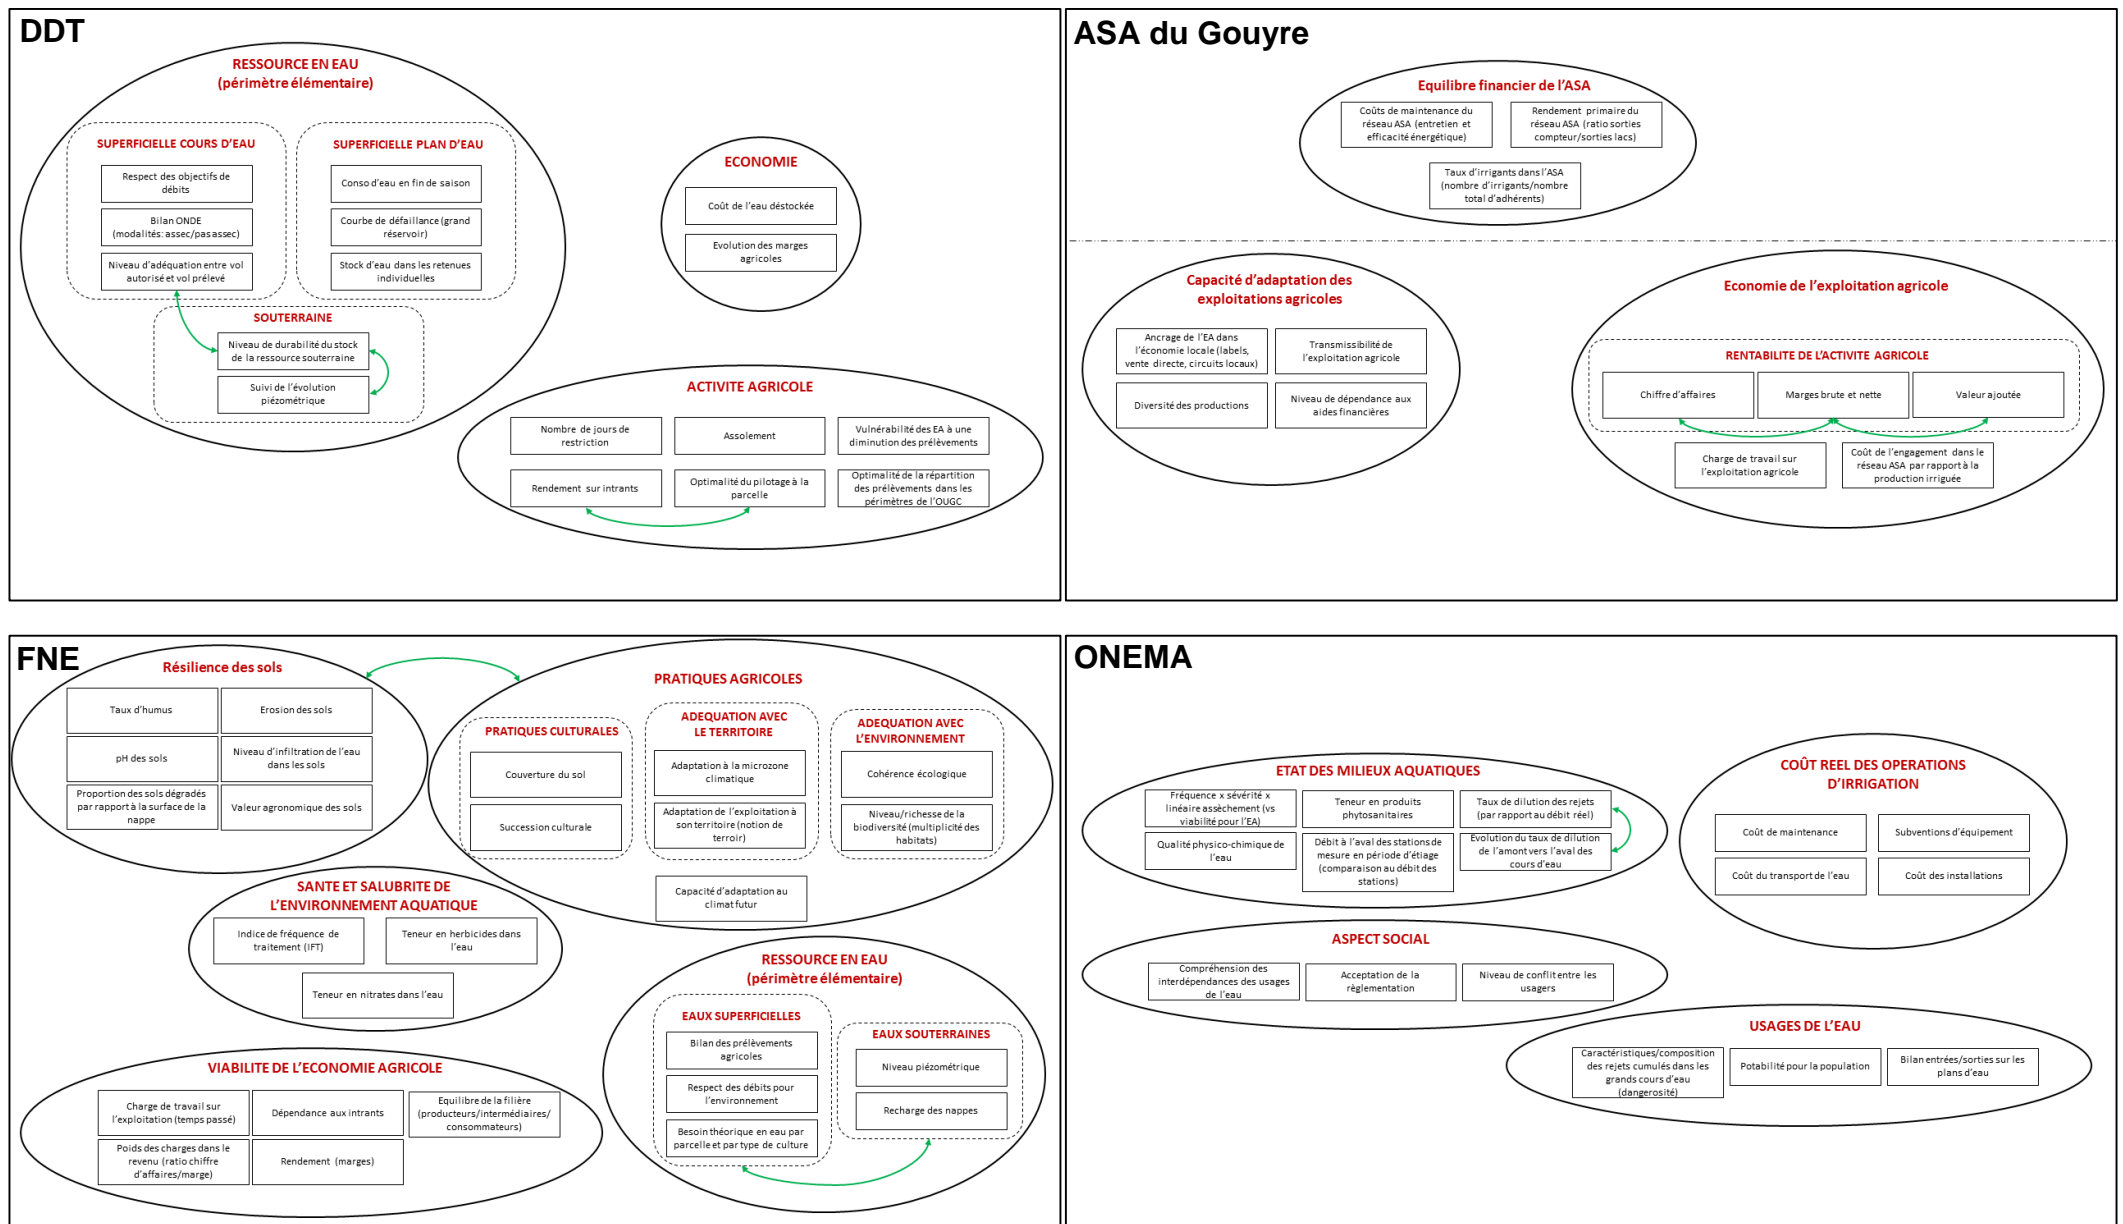 DDT
RESSOURCE EN EAU
(périmètre élémentaire)
SUPERFICIELLE COURS D'EAU
Respect des objectifs de
débits
Bilan ONDE
(modalités: assec/pas assec)
Niveau d'adéquation entre vol
autorisé et vol prélevé
SUPERFICIELLE PLAN D'EAU
Conso d'eau en fin de saison
Courbe de défaillance (grand
réservoir)
Stock d'eau dans les retenues
individuelles
SOUTERRAINE
Niveau de durabilité du stock
de la ressource souterraine
Suivi de l'évolution
piézométrique
ECONOMIE
Coût de l'eau déstockée
Evolution des marges
agricoles
ACTIVITE AGRICOLE
Nombre de jours de
restriction
Assolement
Vulnérabilité des EA à une
diminution des prélèvements
Rendement sur intrants
Optimalité du pilotage à la
parcelle
Optimalité de la répartition
des prélèvements dans les
périmètres de l'OUGC
ASA du Gouyre
Equilibre financier de l'ASA
Coûts de maintenance du
réseau ASA (entretien et
efficacité énergétique)
Rendement primaire du
réseau ASA (ratio sorties
compteur/sorties lacs)
Taux d'irrigants dans l'ASA
(nombre d'irrigants/nombre
total d'adhérents)
Capacité d'adaptation des
exploitations agricoles
Ancrage de l'EA dans
l'économie locale (labels,
vente directe, circuits locaux)
Transmissibilité de
l'exploitation agricole
Diversité des productions
Niveau de dépendance aux
aides financières
Economie de l'exploitation agricole
RENTABILITE DE L'ACTIVITE AGRICOLE
Chiffre d'affaires
Marges brute et nette
Valeur ajoutée
Charge de travail sur
l'exploitation agricole
Coût de l'engagement dans le
réseau ASA par rapport à la
production irriguée
FNE
Résilience des sols
Taux d'humus
Erosion des sols
pH des sols
Niveau d'infiltration de l'eau
dans les sols
Proportion des sols dégradés
par rapport à la surface de la
nappe
Valeur agronomique des sols
PRATIQUES AGRICOLES
PRATIQUES CULTURALES
Couverture du sol
Succession culturale
ADEQUATION AVEC
LE TERRITOIRE
Adaptation à la microzone
climatique
Adaptation de l'exploitation à
son territoire (notion de
terroir)
ADEQUATION AVEC
L'ENVIRONNEMENT
Cohérence écologique
Niveau/richesse de la
biodiversité (multiplicité des
habitats)
Capacité d'adaptation au
climat futur
SANTE ET SALUBRITE DE
L'ENVIRONNEMENT AQUATIQUE
Indice de fréquence de
traitement (IFT)
Teneur en herbicides dans
l'eau
Teneur en nitrates dans l'eau
RESSOURCE EN EAU
(périmètre élémentaire)
EAUX SUPERFICIELLES
Bilan des prélèvements
agricoles
Respect des débits pour
l'environnement
Besoin théorique en eau par
parcelle et par type de culture
EAUX SOUTERRAINES
Niveau piézométrique
Recharge des nappes
VIABILITE DE L'ECONOMIE AGRICOLE
Charge de travail sur
l'exploitation (temps passé)
Dépendance aux intrants
Equilibre de la filière
(producteurs/intermédiaires/
consommateurs)
Poids des charges dans le
revenu (ratio chiffre
d'affaires/marge)
Rendement (marges)
ONEMA
ETAT DES MILIEUX AQUATIQUES
Fréquence x sévérité x
linéaire assèchement (vs
viabilité pour l'EA)
Teneur en produits
phytosanitaires
Taux de dilution des rejets
(par rapport au débit réel)
Qualité physico-chimique de
l'eau
Débit à l'aval des stations de
mesure en période d'étiage
(comparaison au débit des
stations)
Evolution du taux de dilution
de l'amont vers l'aval des
cours d'eau
COÛT REEL DES OPERATIONS
D'IRRIGATION
Coût de maintenance
Subventions d'équipement
Coût du transport de l'eau
Coût des installations
ASPECT SOCIAL
Compréhension des
interdépendances des usages
de l'eau
Acceptation de la
règlementation
Niveau de conflit entre les
usagers
USAGES DE L'EAU
Caractéristiques/composition
des rejets cumulés dans les
grands cours d'eau
(dangerosité)
Potabilité pour la population
Bilan entrées/sorties sur les
plans d'eau